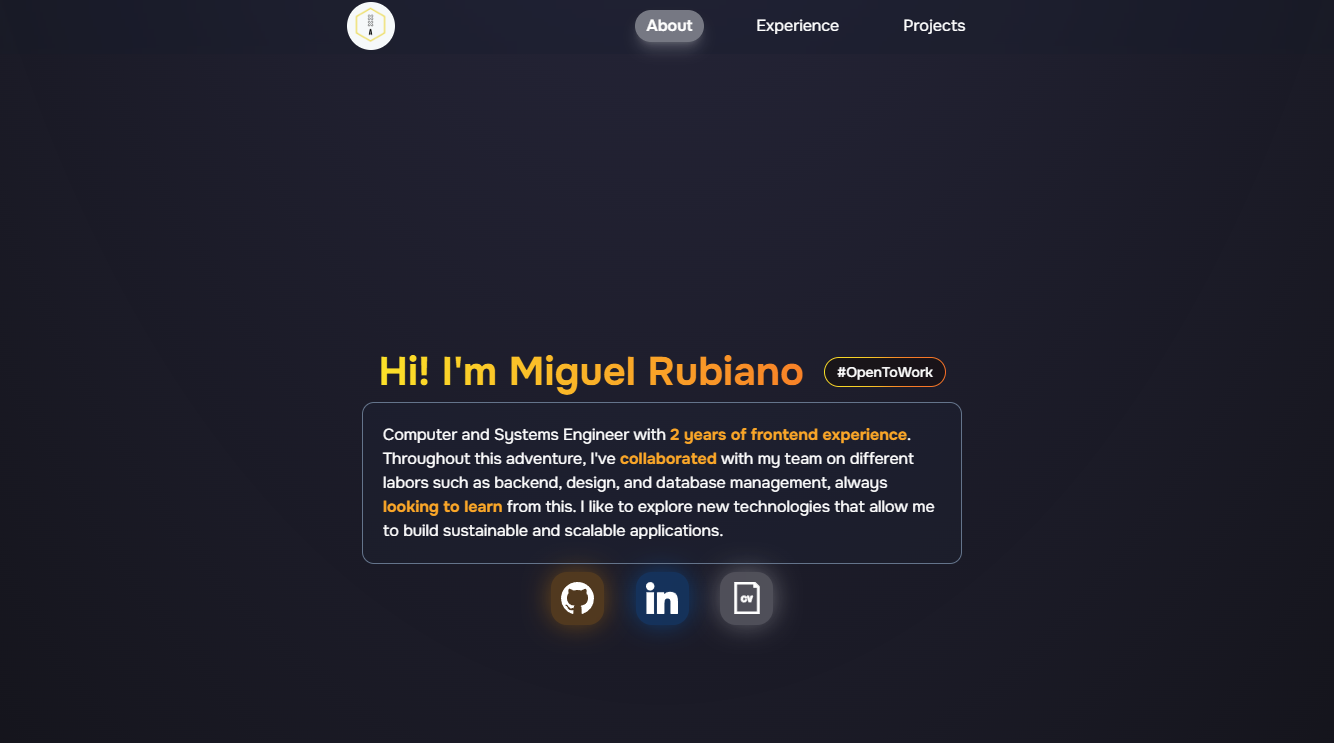 A
About
Experience
Projects
Hi! I'm Miguel Rubiano
#OpenToWork
Computer and Systems Engineer with 2 years of frontend experience.
Throughout this adventure, I've collaborated with my team on different
labors such as backend, design, and database management, always
looking to learn from this. I like to explore new technologies that allow me
to build sustainable and scalable applications.
in
CV